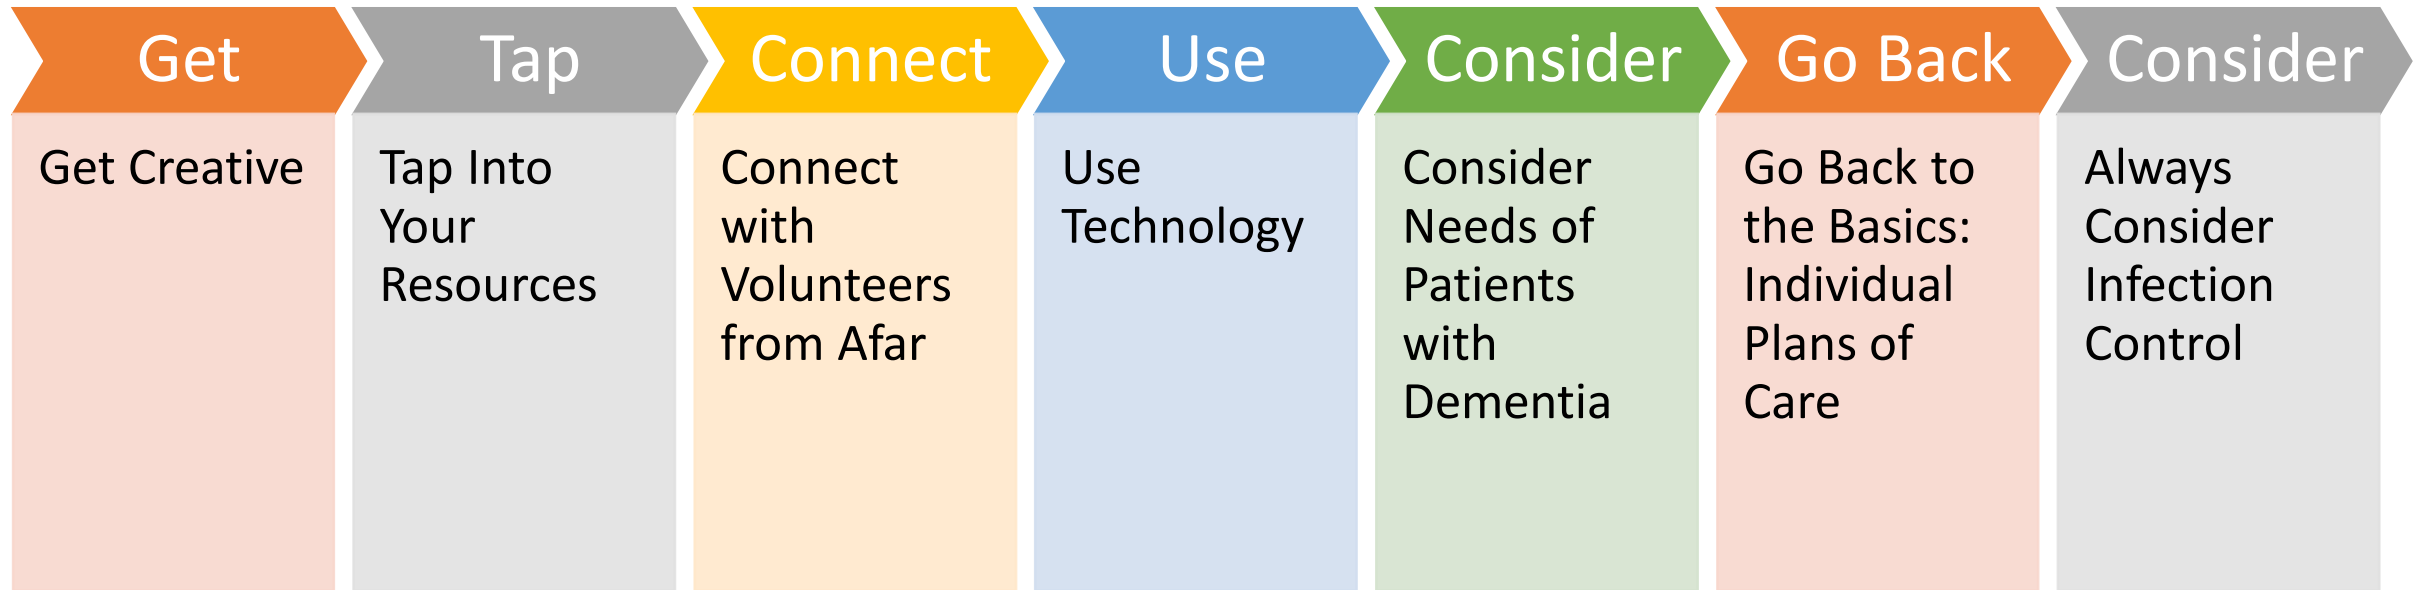 Get
Get Creative
Tap
Tap Into
Your
Resources
Connect
Connect
with
Volunteers
from Afar
Use
Use
Technology
Consider
Consider
Needs of
Patients
with
Dementia
Go Back
Go Back to
the Basics:
Individual
Plans of
Care
Consider
Always
Consider
Infection
Control